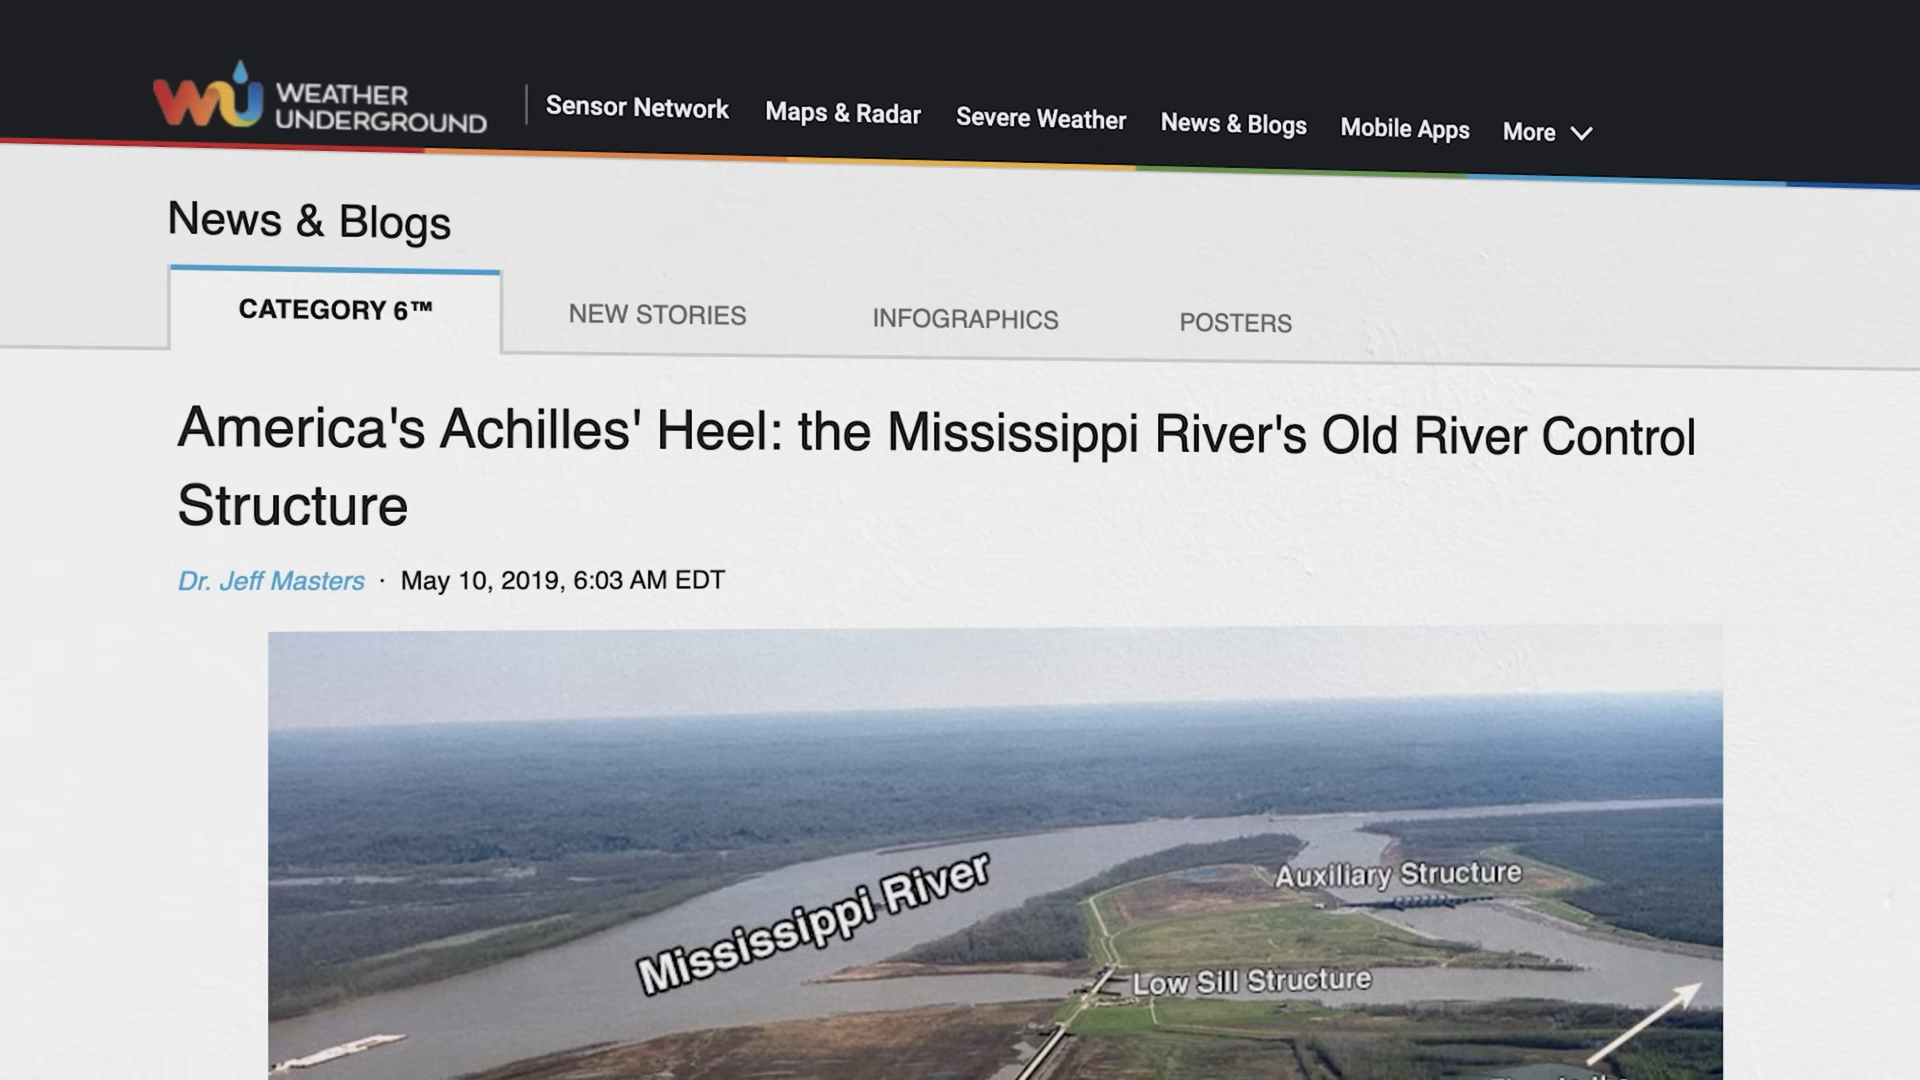 WU WEATHER
UNDERGROUND
Sensor Network Maps & Radar Severe Weather News & Blogs Mobile Apps More
News & Blogs
CATEGORY 6™ NEW STORIES INFOGRAPHICS POSTERS
America's Achilles' Heel: the Mississippi River's Old River Control
Structure
Dr. Jeff Masters · May 10, 2019, 6:03 AM EDT
Mississippi River
Auxiliary Structure
Low Sill Structure